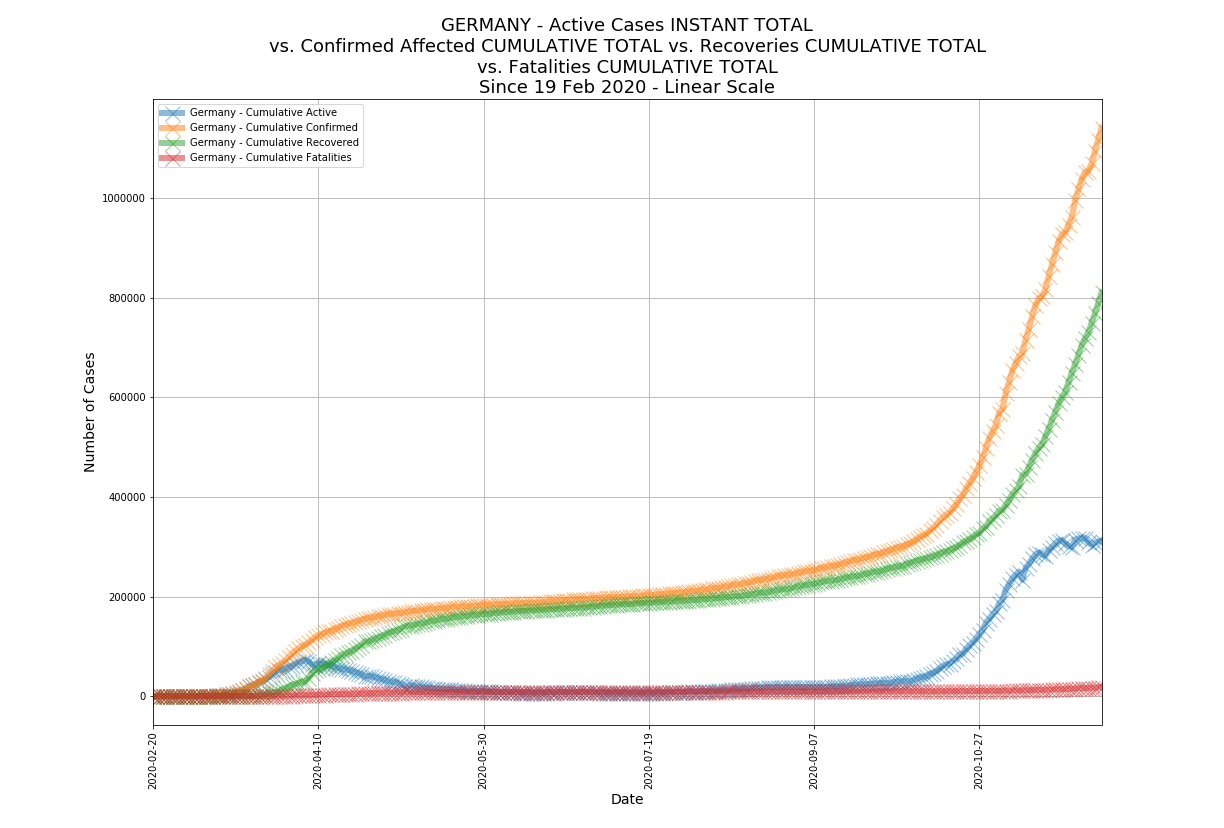 GERMANY - Active Cases INSTANT TOTAL
vs. Confirmed Affected CUMULATIVE TOTAL vs. Recoveries CUMULATIVE TOTAL
vs. Fatalities CUMULATIVE TOTAL
Since 19 Feb 2020 - Linear Scale
Germany - Cumulative Active
Germany - Cumulative Confirmed
Germany - Cumulative Recovered
Germany - Cumulative Fatalities
Number of Cases
1000000
800000
600000
400000
200000
0
2020-02-20
2020-04-10
2020-05-30
2020-07-19
2020-09-07
2020-10-27
Date